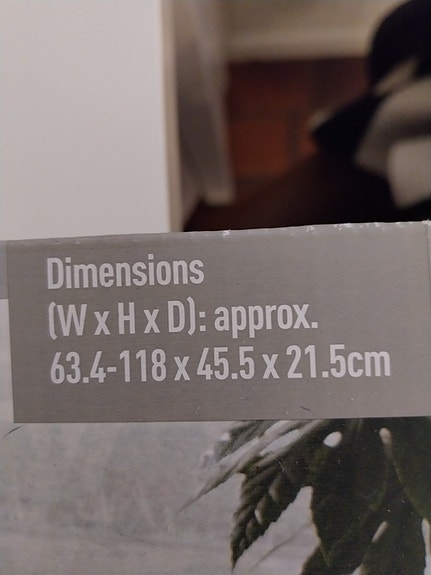 Dimensions
(W x H x D): approx.
63.4-118 x 45.5 x 21.5cm